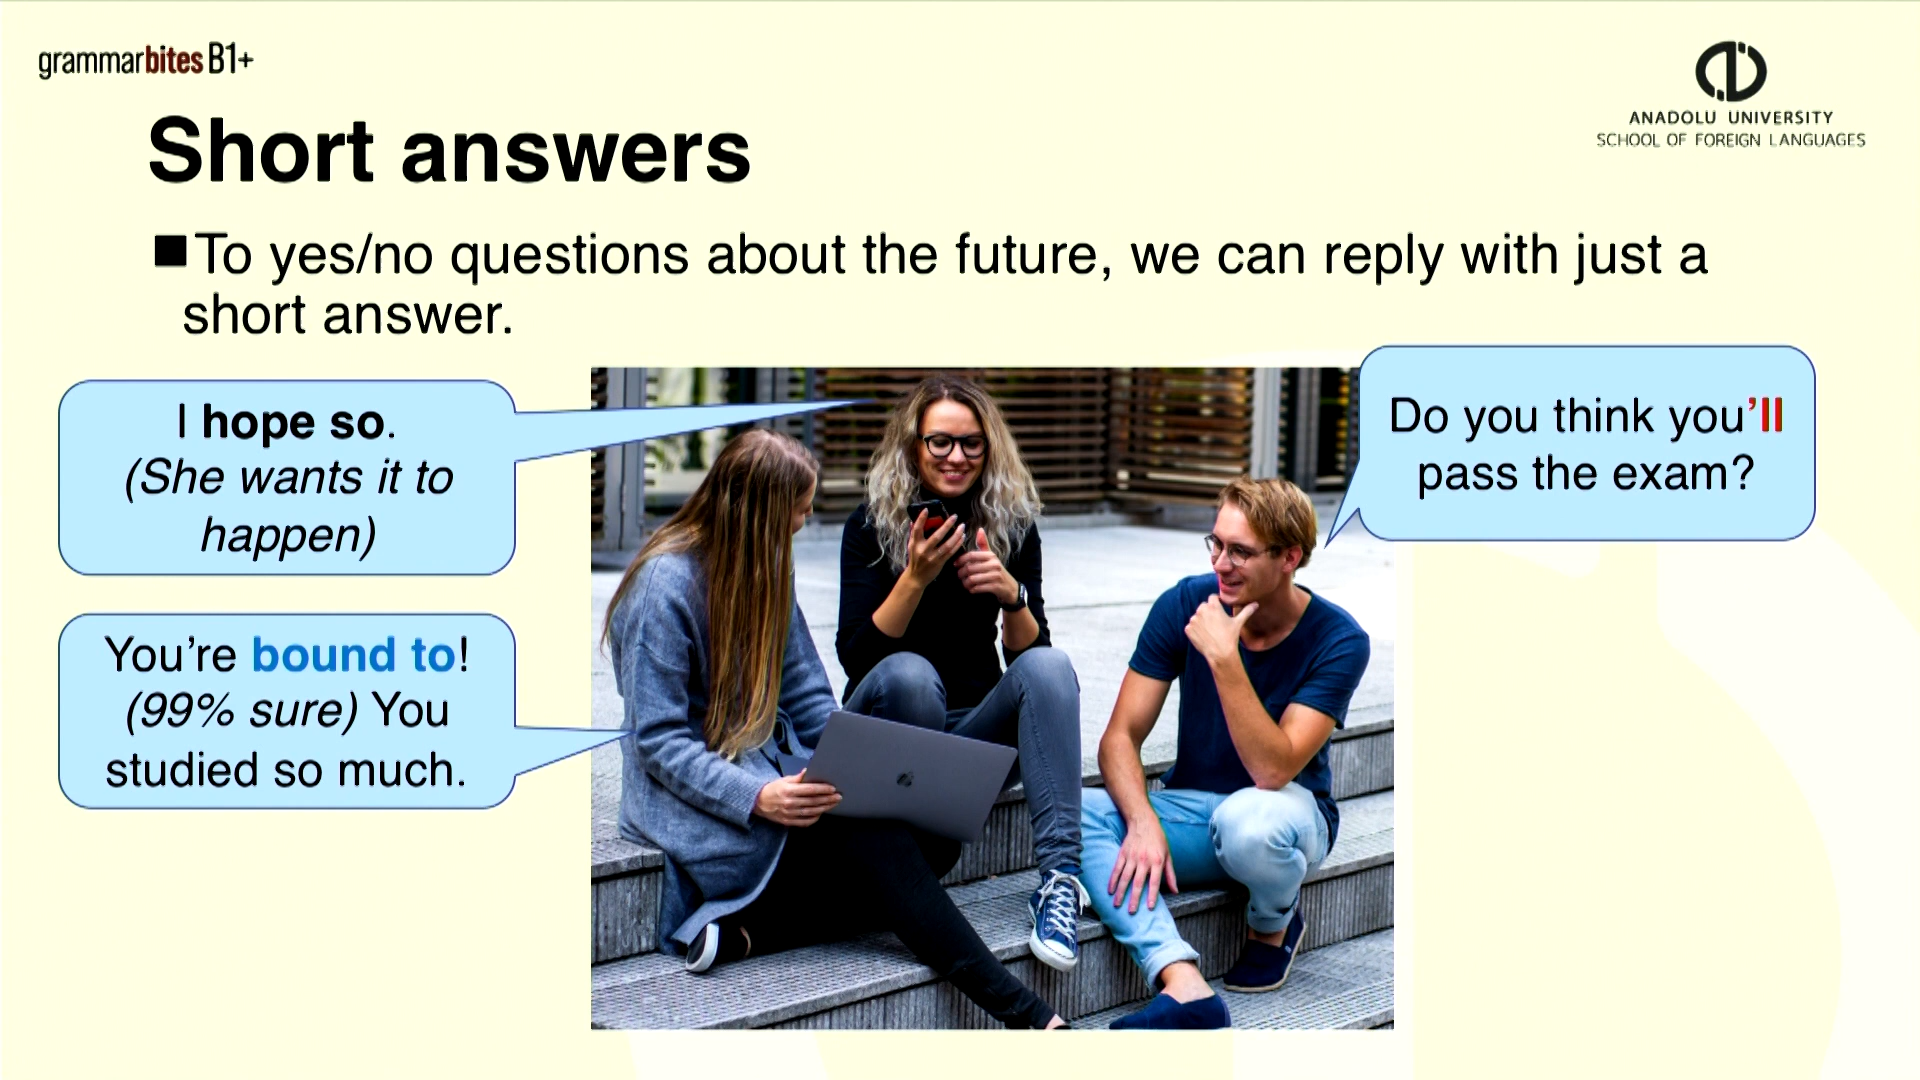 grammarbites B1+
ANADOLU UNIVERSITY
SCHOOL OF FOREIGN LANGUAGES
Short answers
■To yes/no questions about the future, we can reply with just a
short answer.
I hope so.
(She wants it to
happen)
Do you think you’ll
pass the exam?
You’re bound to!
(99% sure) You
studied so much.